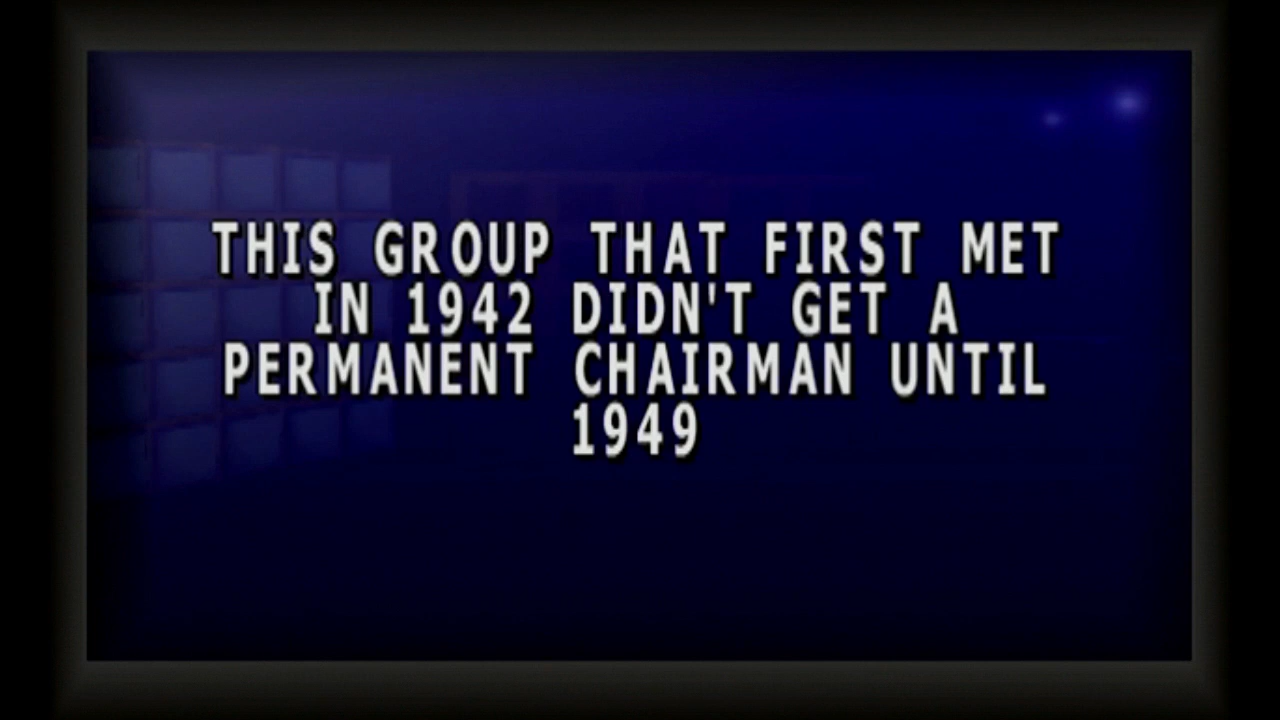 THIS GROUP THAT FIRST MET
IN 1942 DIDN'T GET A
PERMANENT CHAIRMAN UNTIL
1949